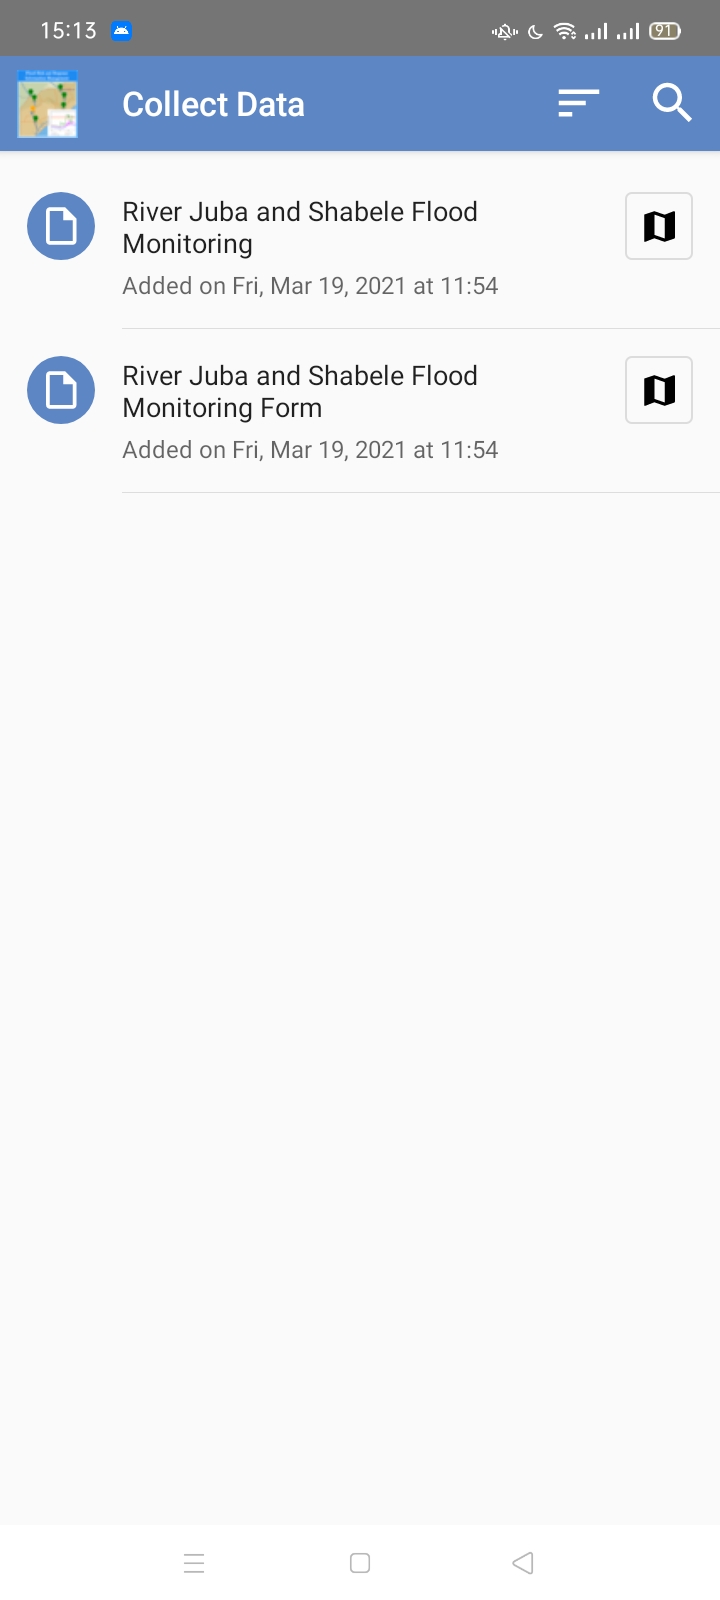 15:13
91
Collect Data
River Juba and Shabele Flood
Monitoring
Added on Fri, Mar 19, 2021 at 11:54
River Juba and Shabele Flood
Monitoring Form
Added on Fri, Mar 19, 2021 at 11:54